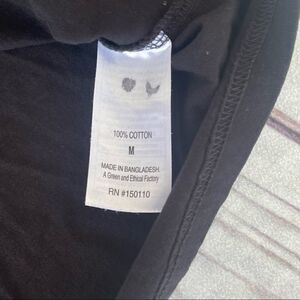 100% COTTON
M
MADE IN BANGLADESH.
A Green and Ethical Factory
RN #150110